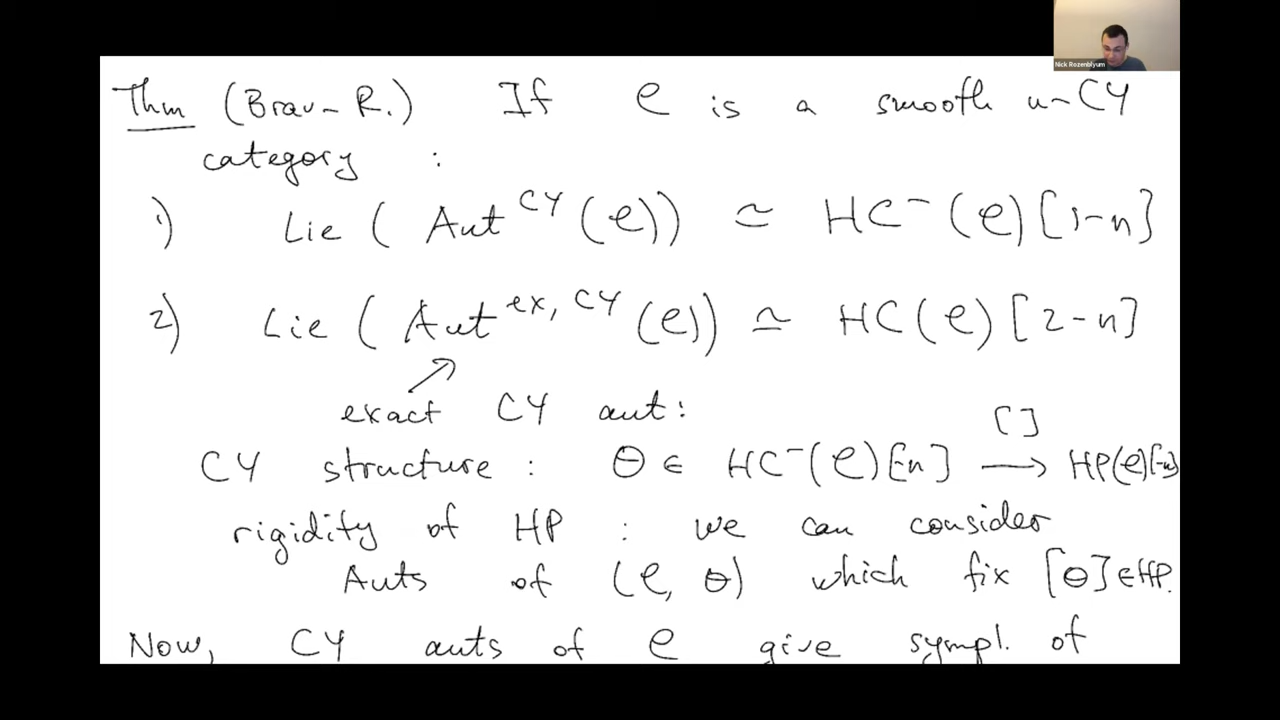 Nick Rozenblyum
Thm (Brav-R.) If C is a smooth n-CY
category :
1) Lie ( Aut^CY (C)) ≃ HC^- (C) [1-n]
2) Lie ( Aut^ex, CY (C)) ≃ HC (C) [2-n]
exact CY aut:
CY structure : Θ ∈ HC^-(C) [-n] ⟶^[ ] HP(C)[-n]
rigidity of HP : we can consider
Auts of (C, Θ) which fix [Θ] ∈ HP.
Now, CY auts of C give sympl. of